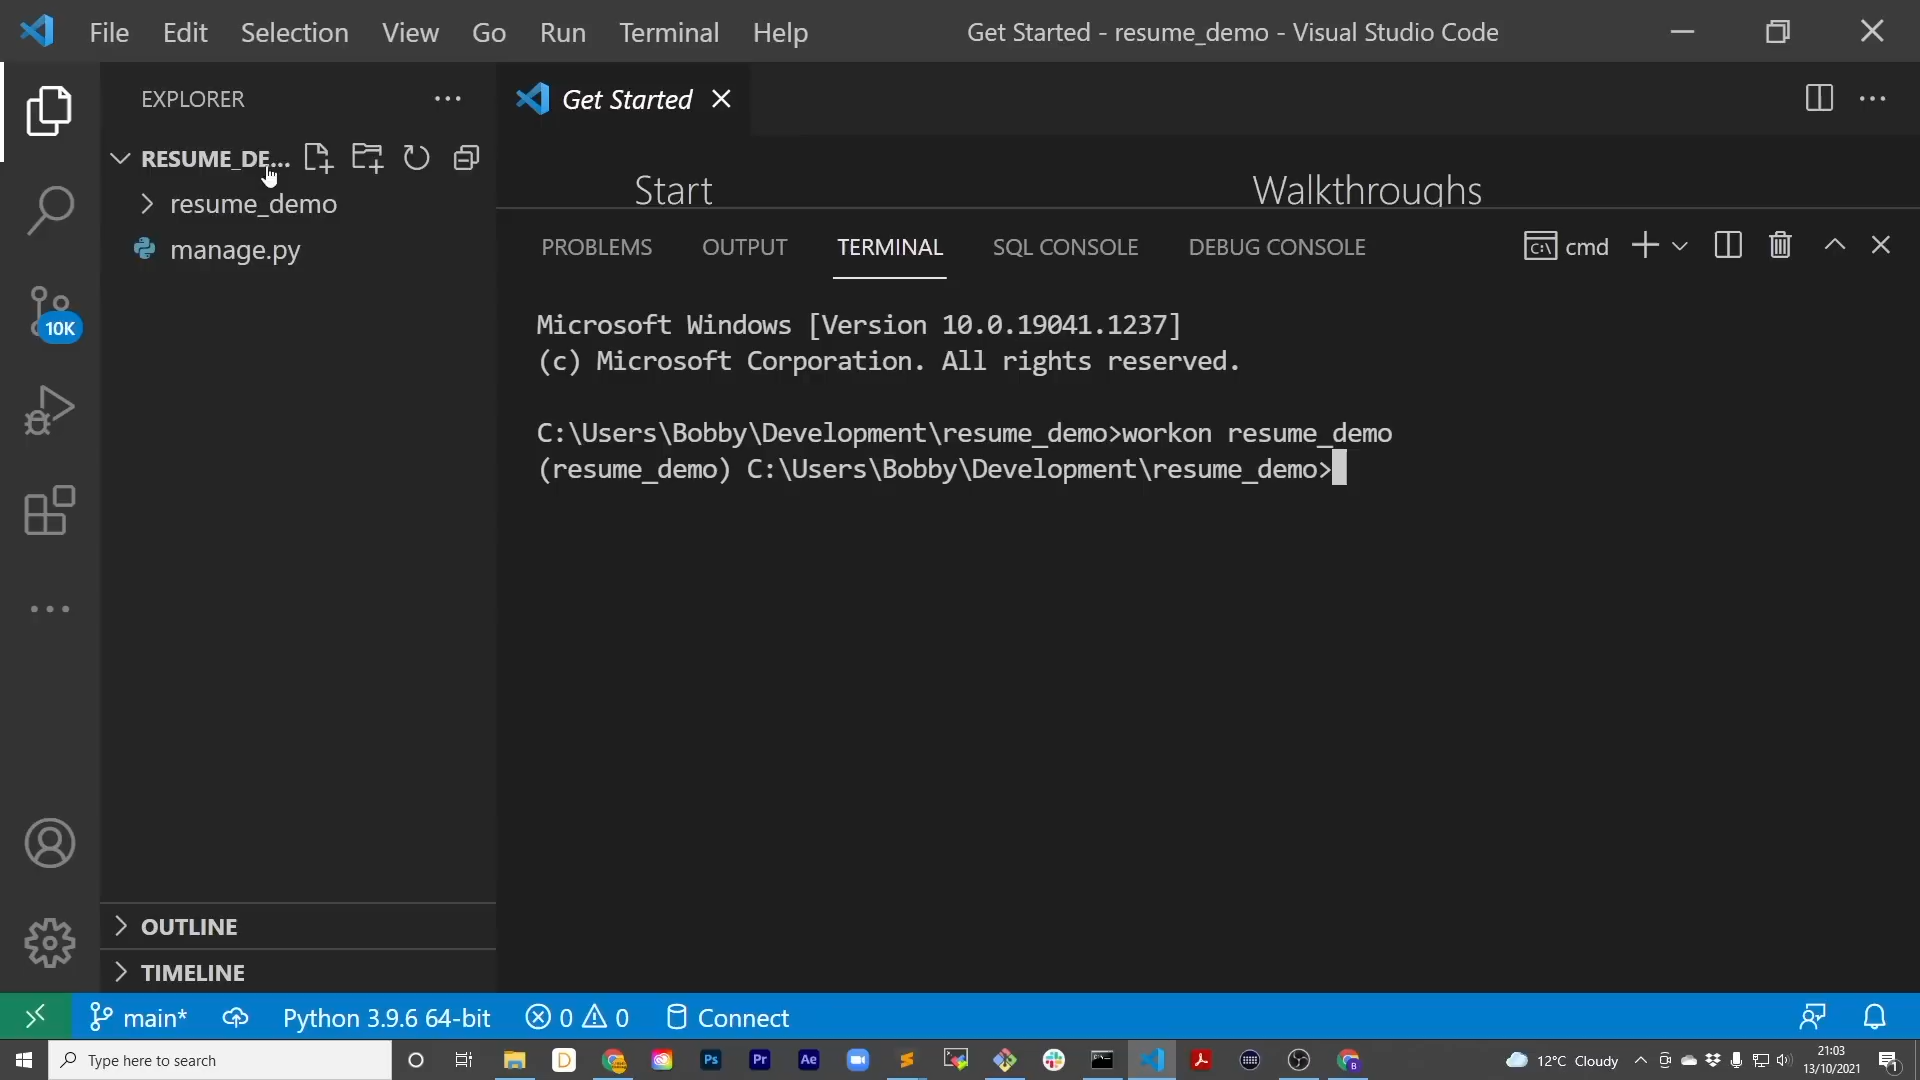 File Edit Selection View Go Run Terminal Help Get Started - resume_demo - Visual Studio Code
EXPLORER
Get Started
RESUME_DE...
resume_demo
manage.py
Start Walkthroughs
PROBLEMS OUTPUT TERMINAL SQL CONSOLE DEBUG CONSOLE cmd
Microsoft Windows [Version 10.0.19041.1237]
(c) Microsoft Corporation. All rights reserved.
C:\Users\Bobby\Development\resume_demo>workon resume_demo
(resume_demo) C:\Users\Bobby\Development\resume_demo>
10K
OUTLINE
TIMELINE
main* Python 3.9.6 64-bit 0 0 Connect
Type here to search
D Ps Pr Ae B
12°C Cloudy
21:03
13/10/2021
1